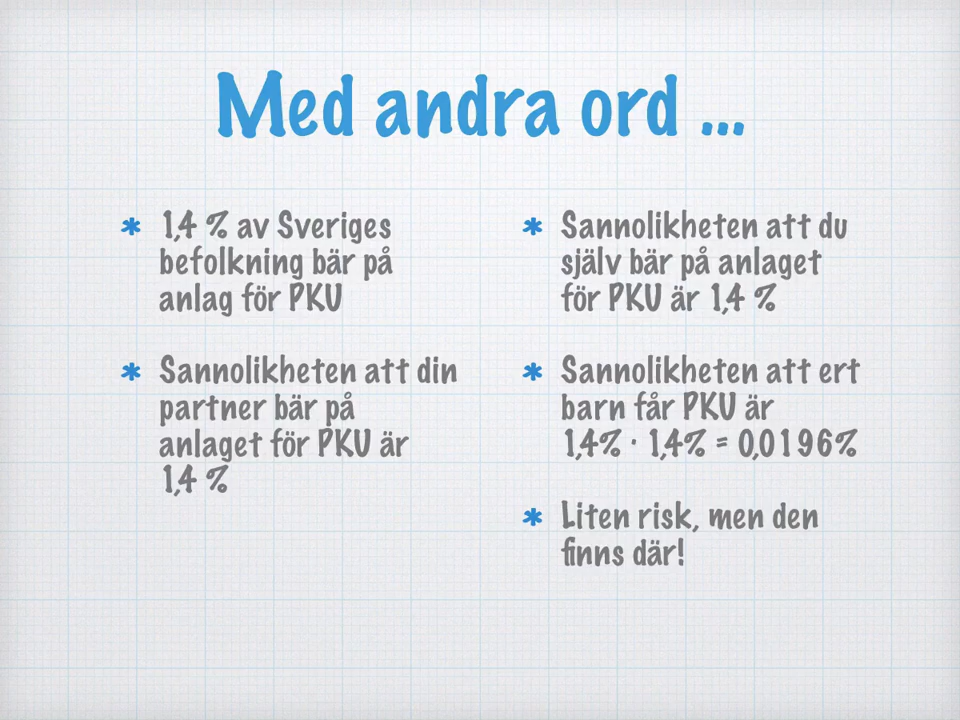 Med andra ord ...
* 1,4 % av Sveriges
befolkning bär på
anlag för PKU
* Sannolikheten att din
partner bär på
anlaget för PKU är
1,4 %
* Sannolikheten att du
själv bär på anlaget
för PKU är 1,4 %
* Sannolikheten att ert
barn får PKU är
1,4% · 1,4% = 0,0196%
* Liten risk, men den
finns där!